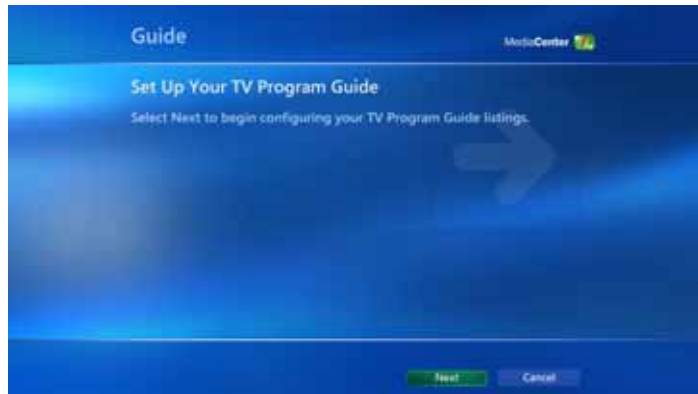 Guide
MediaCenter
Set Up Your TV Program Guide
Select Next to begin configuring your TV Program Guide listings.
Next
Cancel